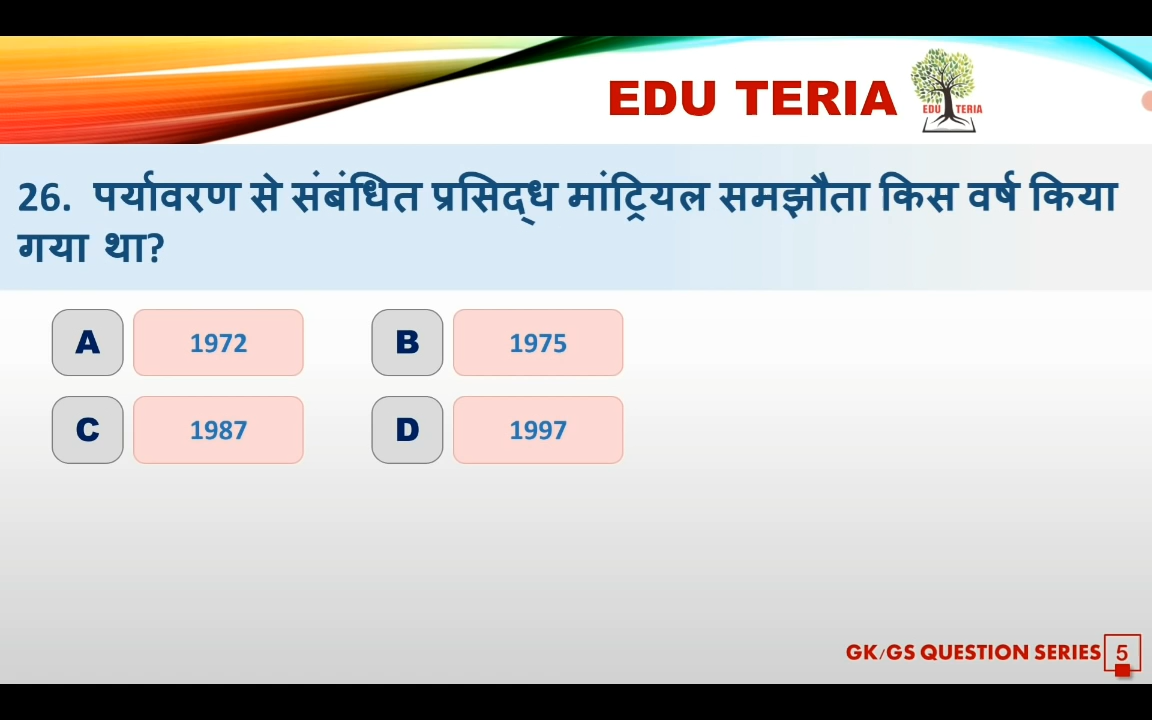 EDU TERIA
EDU TERIA
26. पर्यावरण से संबंधित प्रसिद्ध मांट्रियल समझौता किस वर्ष किया
गया था?
A 1972 B 1975
C 1987 D 1997
GK/GS QUESTION SERIES 5